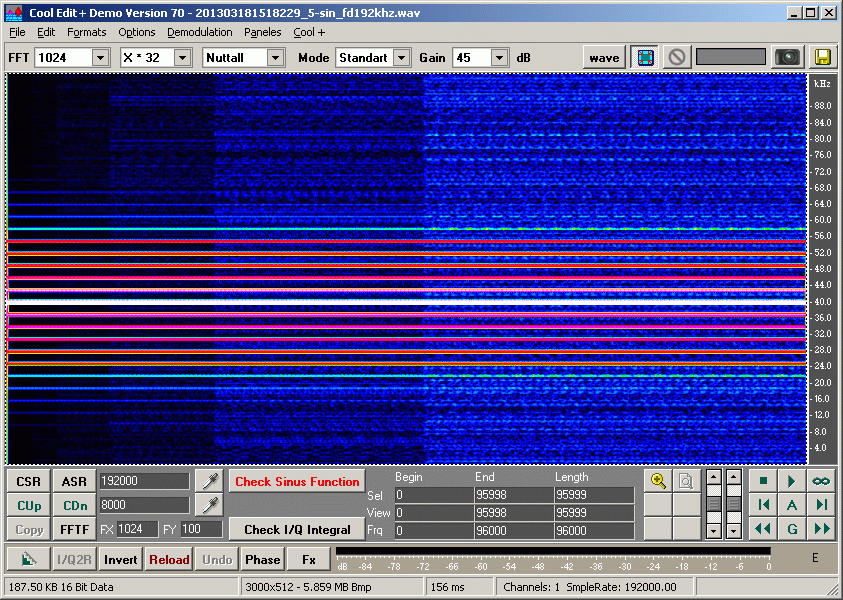 Cool Edit+ Demo Version 70 - 201303181518229_5-sin_fd192khz.wav
File Edit Formats Options Demodulation Paneles Cool +
FFT 1024 X * 32 Nuttall Mode Standart Gain 45 dB wave
kHz
88.0
84.0
80.0
76.0
72.0
68.0
64.0
60.0
56.0
52.0
48.0
44.0
40.0
36.0
32.0
28.0
24.0
20.0
16.0
12.0
8.0
4.0
CSR ASR 192000 Check Sinus Function
CUp CDn 8000
Copy FFTF FX 1024 FY 100 Check I/Q Integral
Begin End Length
Sel 0 95998 95999
View 0 95998 95999
Frq 0 96000 96000
A
G
I/Q2R Invert Reload Undo Phase Fx
dB -84 -78 -72 -66 -60 -54 -48 -42 -36 -30 -24 -18 -12 -6 0
E
187.50 KB 16 Bit Data 3000x512 - 5.859 MB Bmp 156 ms Channels: 1 SmpleRate: 192000.00